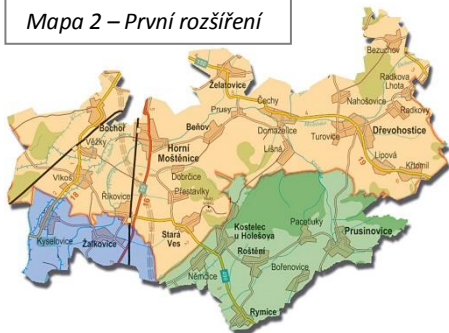 Mapa 2 – První rozšíření
Bezuchov
Radkova
Lhota
Želatovice
Nahošovice
Radkovy
Prusy
Čechy
Bochoř
Domaželice
Turovice
Dřevohostice
Věžky
Beňov
Horní
Moštěnice
Líšná
Lipová
Křtomil
Dobrčice
Vlkoš
Přestavlky
Říkovice
18
Stará
Ves
Kostelec
u Holešova
Pacetluky
Prusinovice
Kyselovice
Žalkovice
Roštění
Němčice
Bořenovice
Rymice